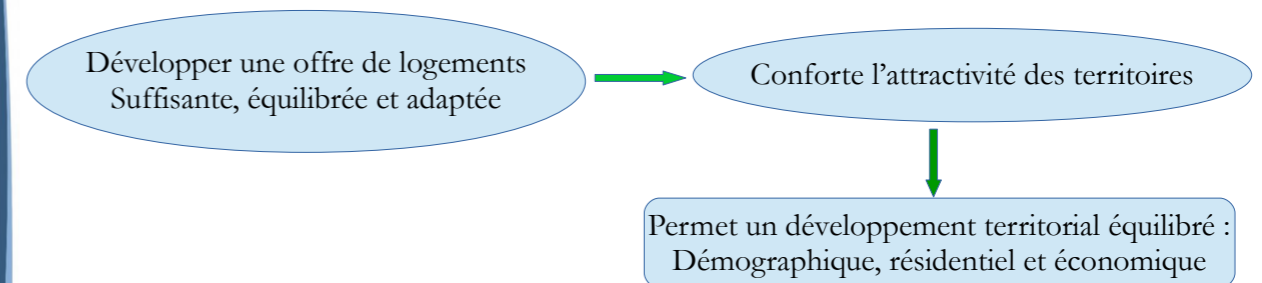 Développer une offre de logements
Suffisante, équilibrée et adaptée
Conforte l’attractivité des territoires
Permet un développement territorial équilibré :
Démographique, résidentiel et économique